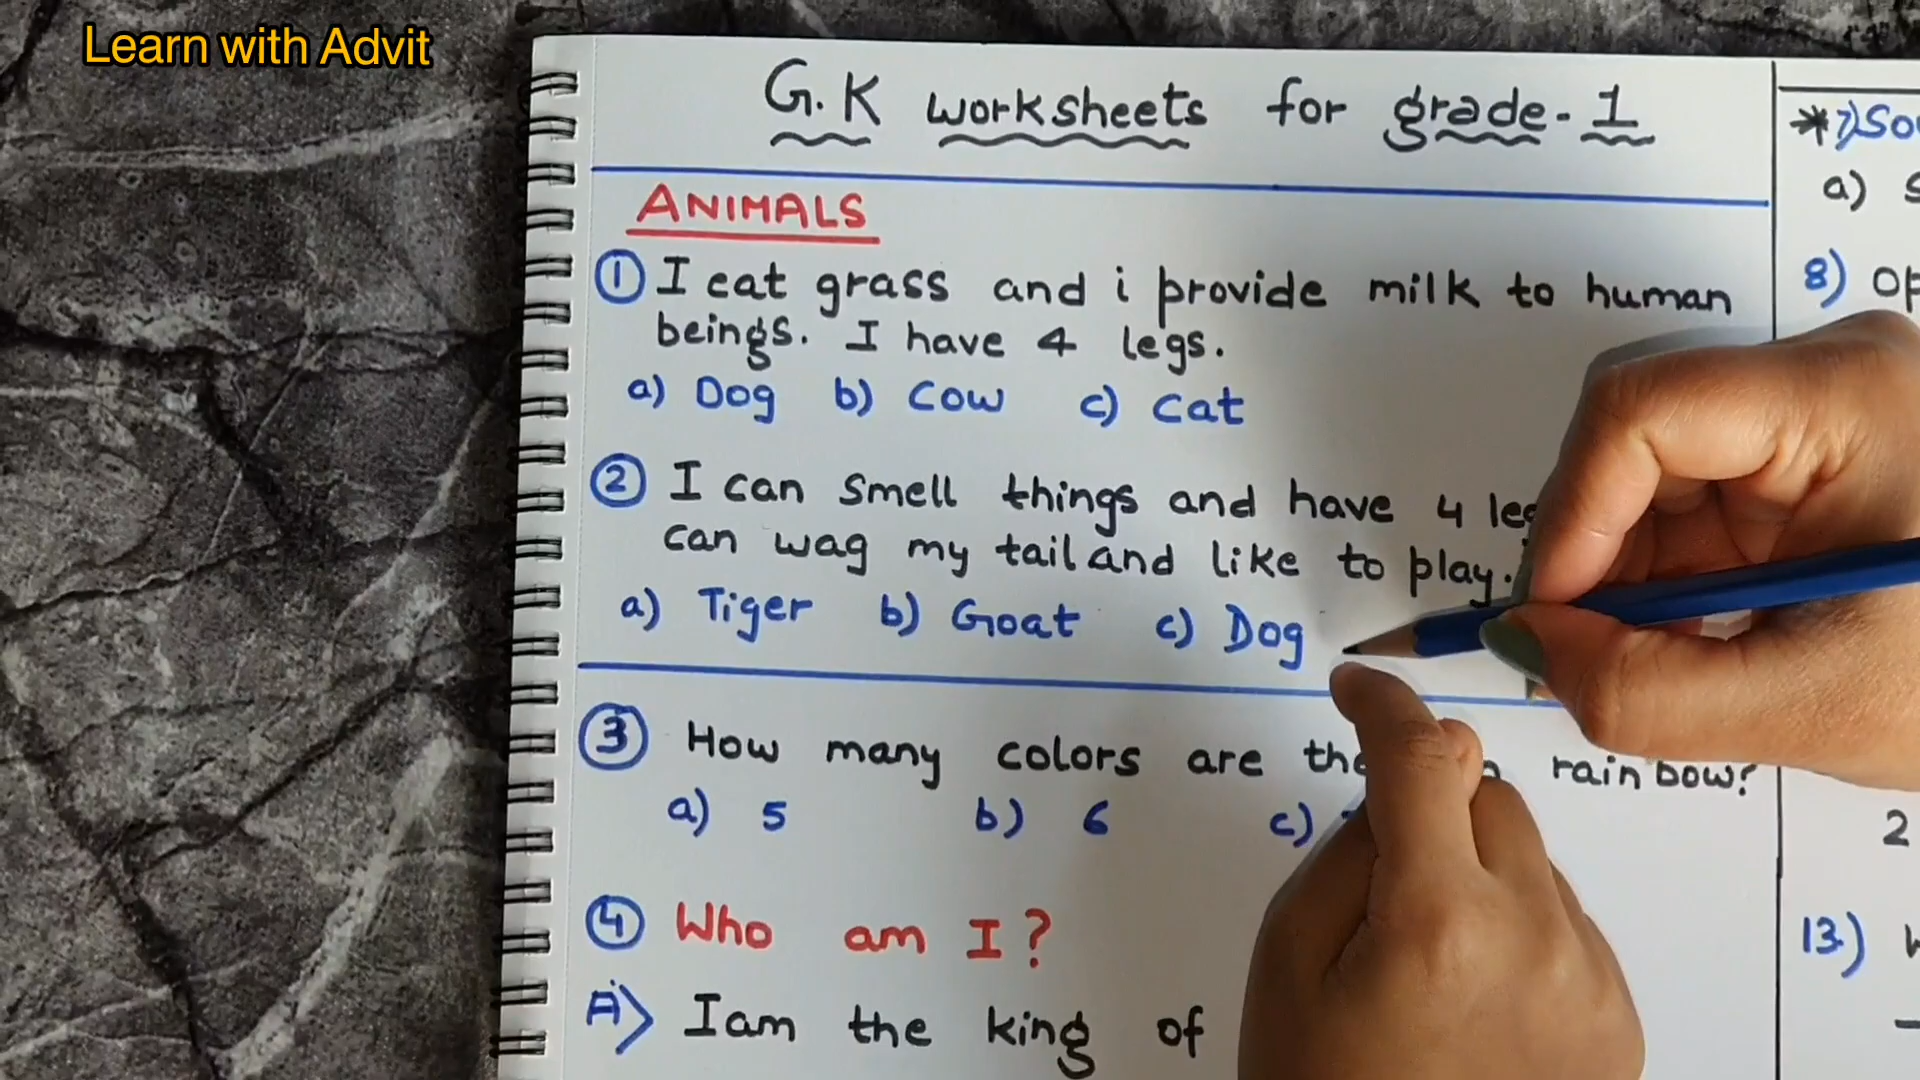 Learn with Advit
G.K worksheets for grade-1
ANIMALS
① I eat grass and i provide milk to human
beings. I have 4 legs.
a) Dog b) Cow c) Cat
② I can smell things and have 4
can wag my tail and like to play.
a) Tiger b) Goat c) Dog
③ How many colors are rainbow?
a) 5 b) 6 c)
④ Who am I?
A) I am the king of
* 7)
a)
8)
2
13)